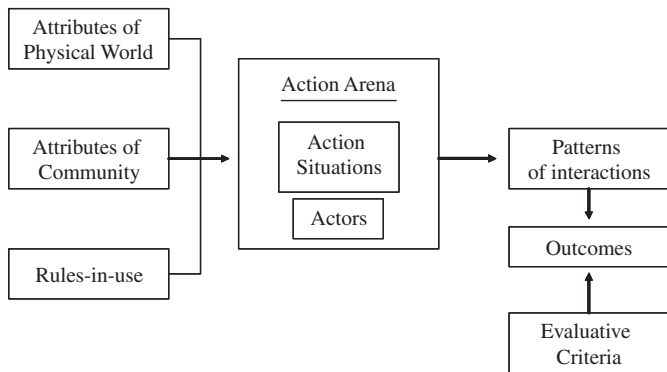 Attributes of
Physical World
Attributes of
Community
Rules-in-use
Action Arena
Action
Situations
Actors
Patterns
of interactions
Outcomes
Evaluative
Criteria